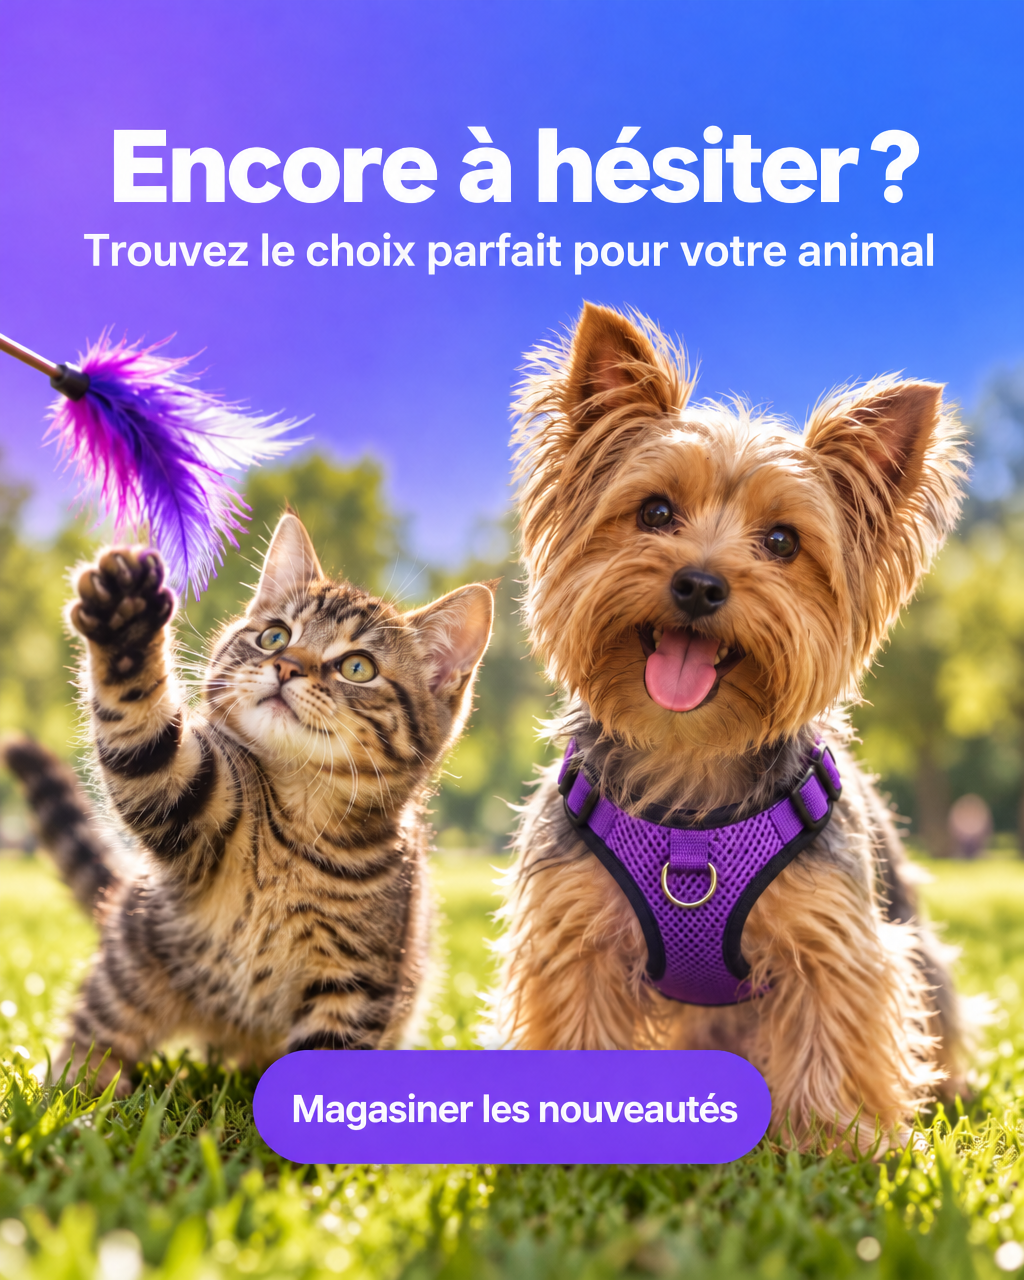 Encore à hésiter ?
Trouvez le choix parfait pour votre animal
Magasiner les nouveautés